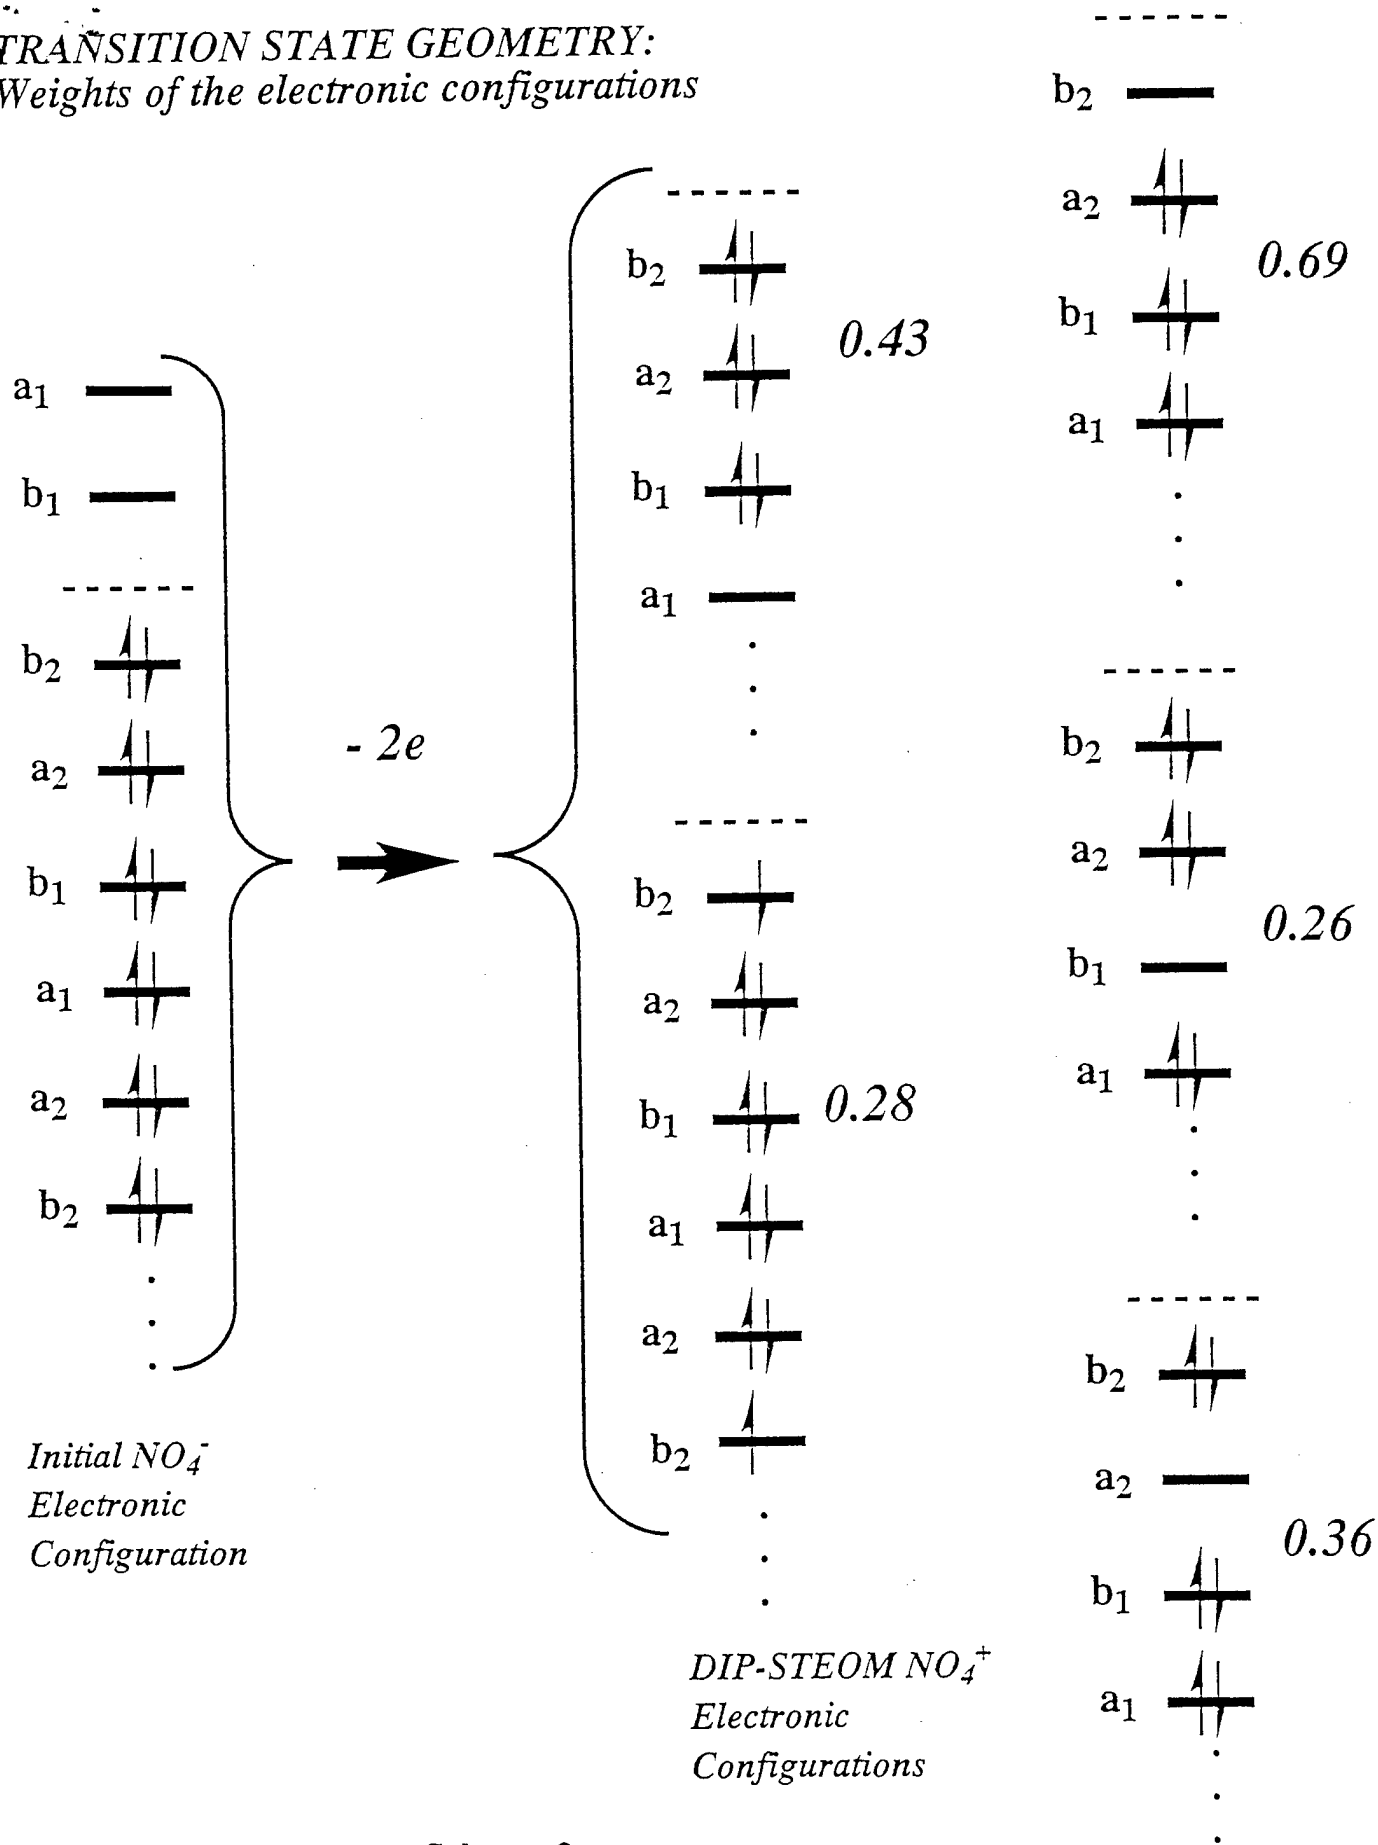 TRANSITION STATE GEOMETRY:
Weights of the electronic configurations
a1
b1
b2
a2
b1
a1
a2
b2
Initial NO4-
Electronic
Configuration
- 2e
b2
a2
0.43
b1
a1
b2
a2
b1
0.28
a1
a2
b2
DIP-STEOM NO4+
Electronic
Configurations
b2
a2
0.69
b1
a1
b2
a2
0.26
b1
a1
b2
a2
0.36
b1
a1